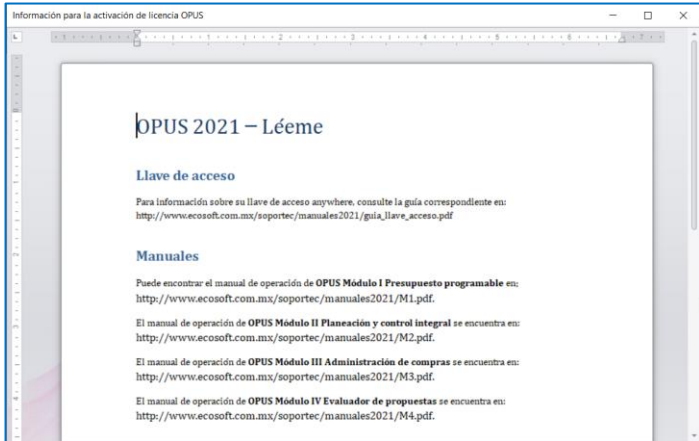 Información para la activación de licencia OPUS
OPUS 2021 – Léeme
Llave de acceso
Para información sobre su llave de acceso anywhere, consulte la guía correspondiente en:
http://www.ecosoft.com.mx/soportec/manuales2021/guia_llave_acceso.pdf
Manuales
Puede encontrar el manual de operación de OPUS Módulo I Presupuesto programable en:
http://www.ecosoft.com.mx/soportec/manuales2021/M1.pdf.
El manual de operación de OPUS Módulo II Planeación y control integral se encuentra en:
http://www.ecosoft.com.mx/soportec/manuales2021/M2.pdf.
El manual de operación de OPUS Módulo III Administración de compras se encuentra en:
http://www.ecosoft.com.mx/soportec/manuales2021/M3.pdf.
El manual de operación de OPUS Módulo IV Evaluador de propuestas se encuentra en:
http://www.ecosoft.com.mx/soportec/manuales2021/M4.pdf.